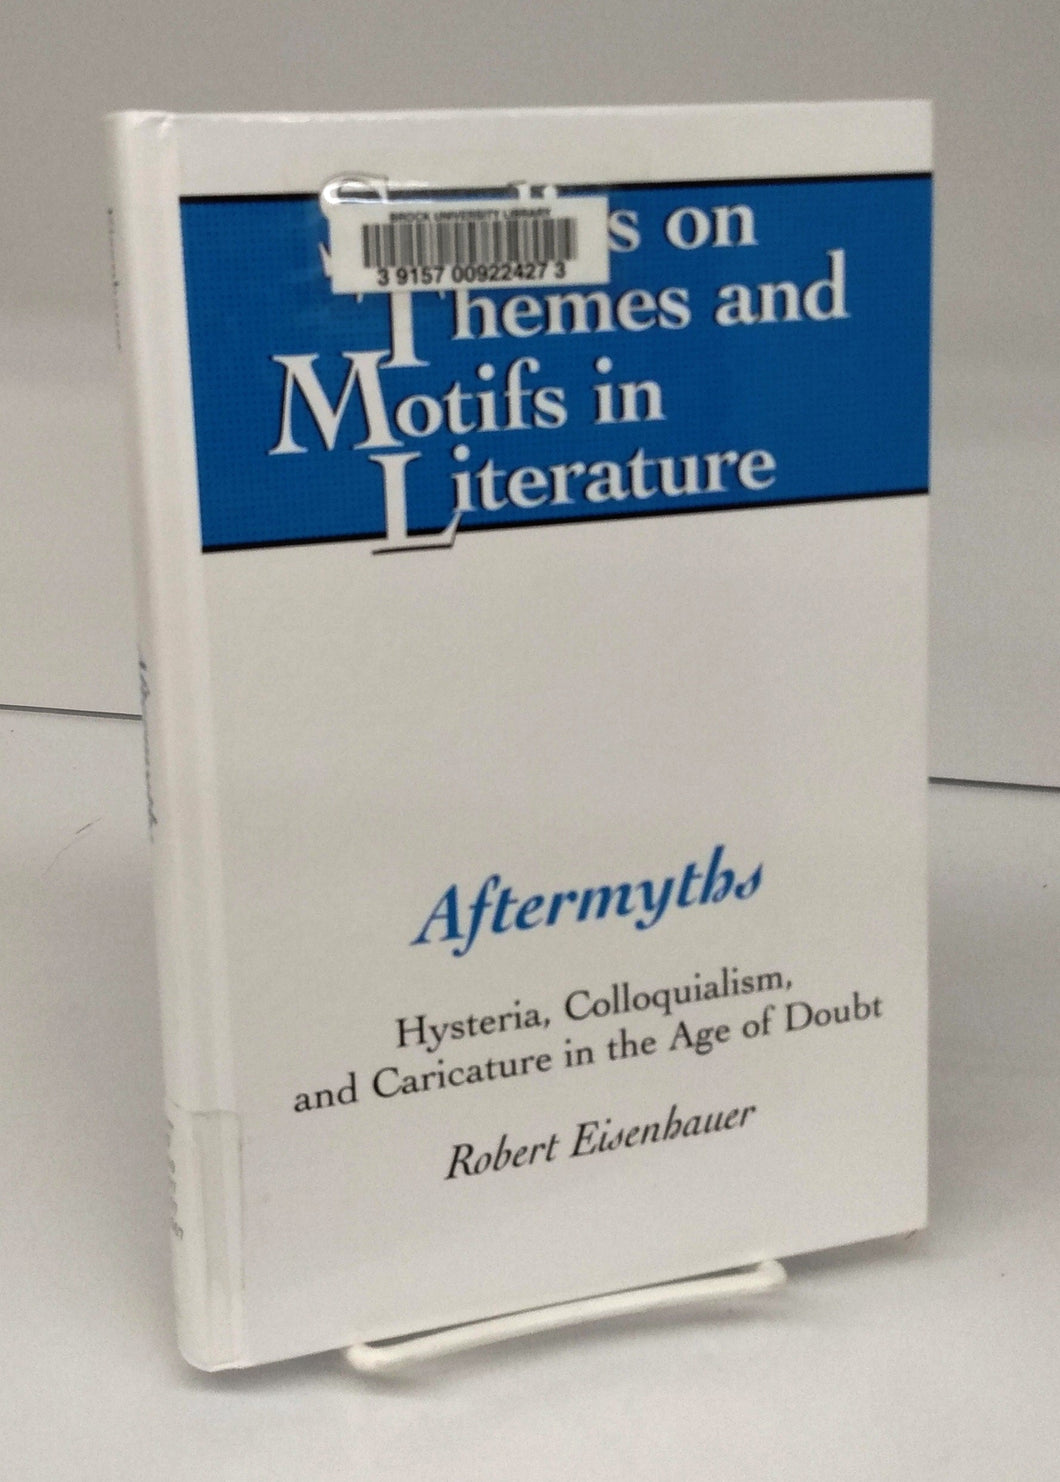 BROCK UNIVERSITY LIBRARY
3 9157 00922427 3
on
Themes and
Motifs in
Literature
Aftermyths
Hysteria, Colloquialism,
and Caricature in the Age of Doubt
Robert Eisenhauer